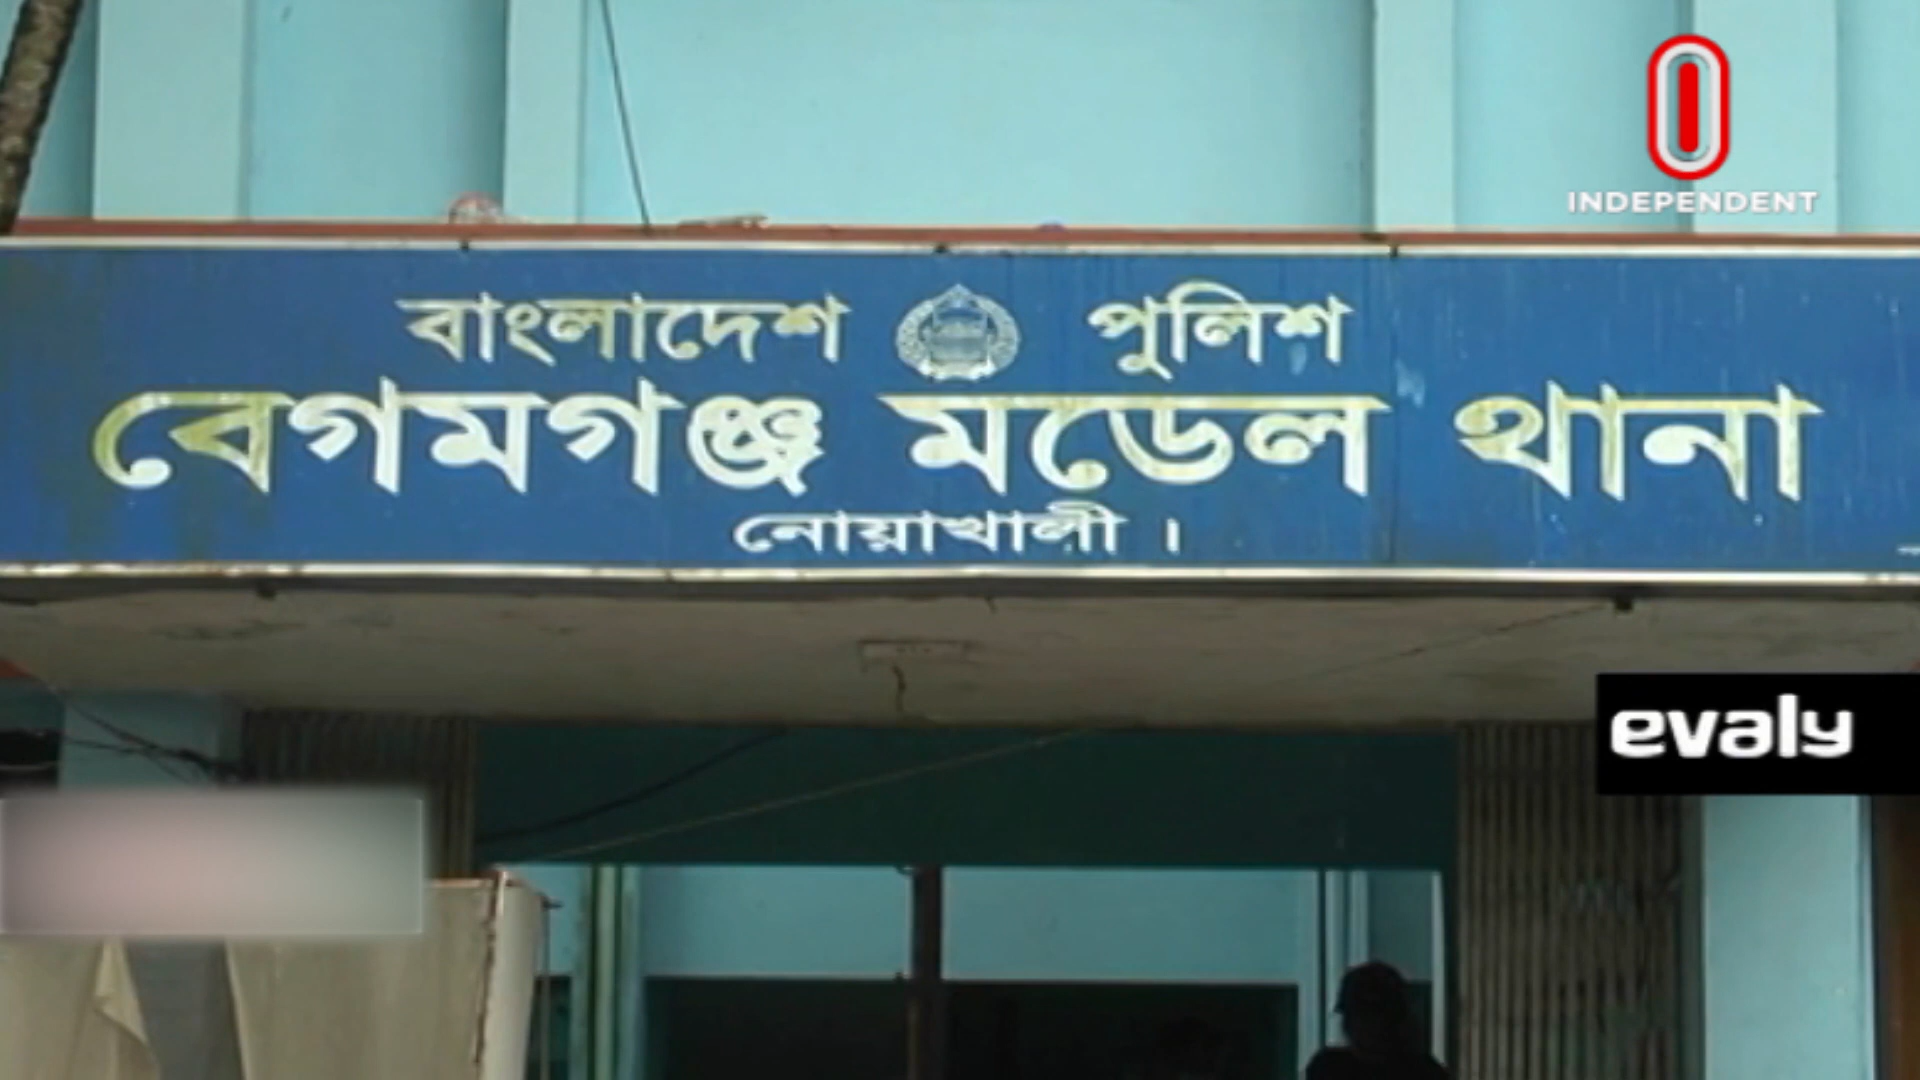 INDEPENDENT
বাংলাদেশ পুলিশ
বেগমগঞ্জ মডেল থানা
নোয়াখালী ।
evaly